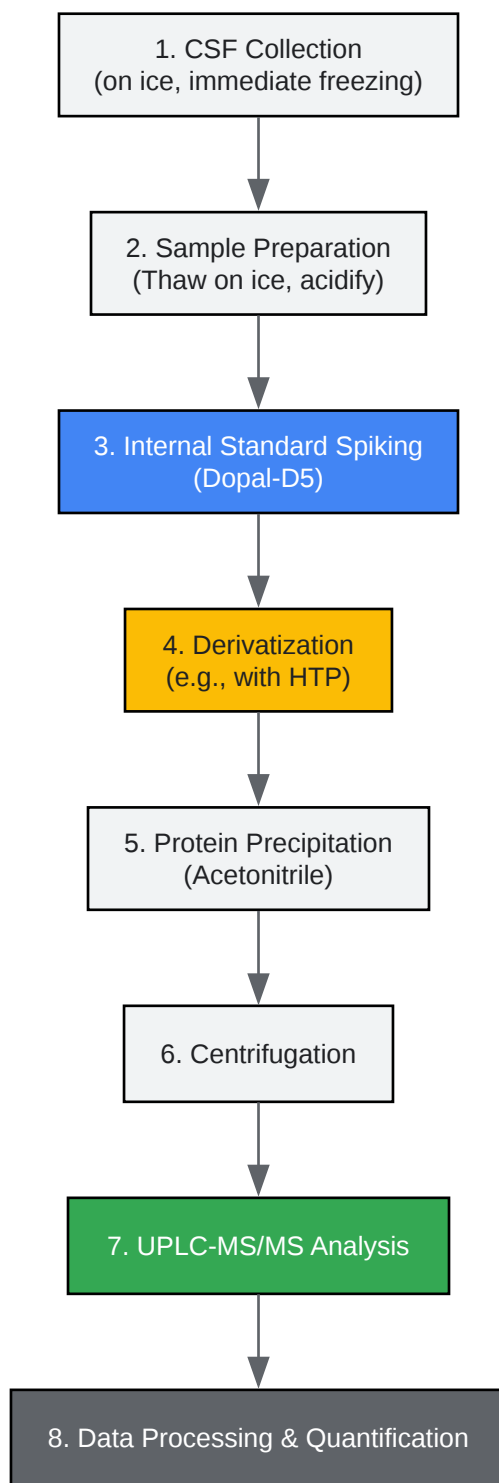 1. CSF Collection
(on ice, immediate freezing)
2. Sample Preparation
(Thaw on ice, acidify)
3. Internal Standard Spiking
(Dopal-D5)
4. Derivatization
(e.g., with HTP)
5. Protein Precipitation
(Acetonitrile)
6. Centrifugation
7. UPLC-MS/MS Analysis
8. Data Processing & Quantification